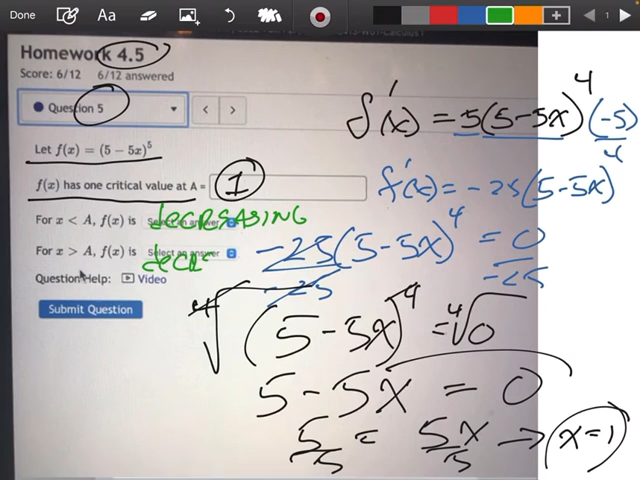 Done
1
Homework 4.5
Score: 6/12 6/12 answered
Question 5
Let f(x) = (5 − 5x)^5
f(x) has one critical value at A = 1
For x < A, f(x) is DECREASING
For x > A, f(x) is DECR
Question Help: Video
Submit Question
f'(x) = 5(5-5x)^4 (-5)
f'(x) = -25(5-5x)^4
-25(5-5x)^4 = 0
-25 -25
∜(5-5x)^4 = ∜0
5-5x = 0
5/5 = 5x/5 → x=1